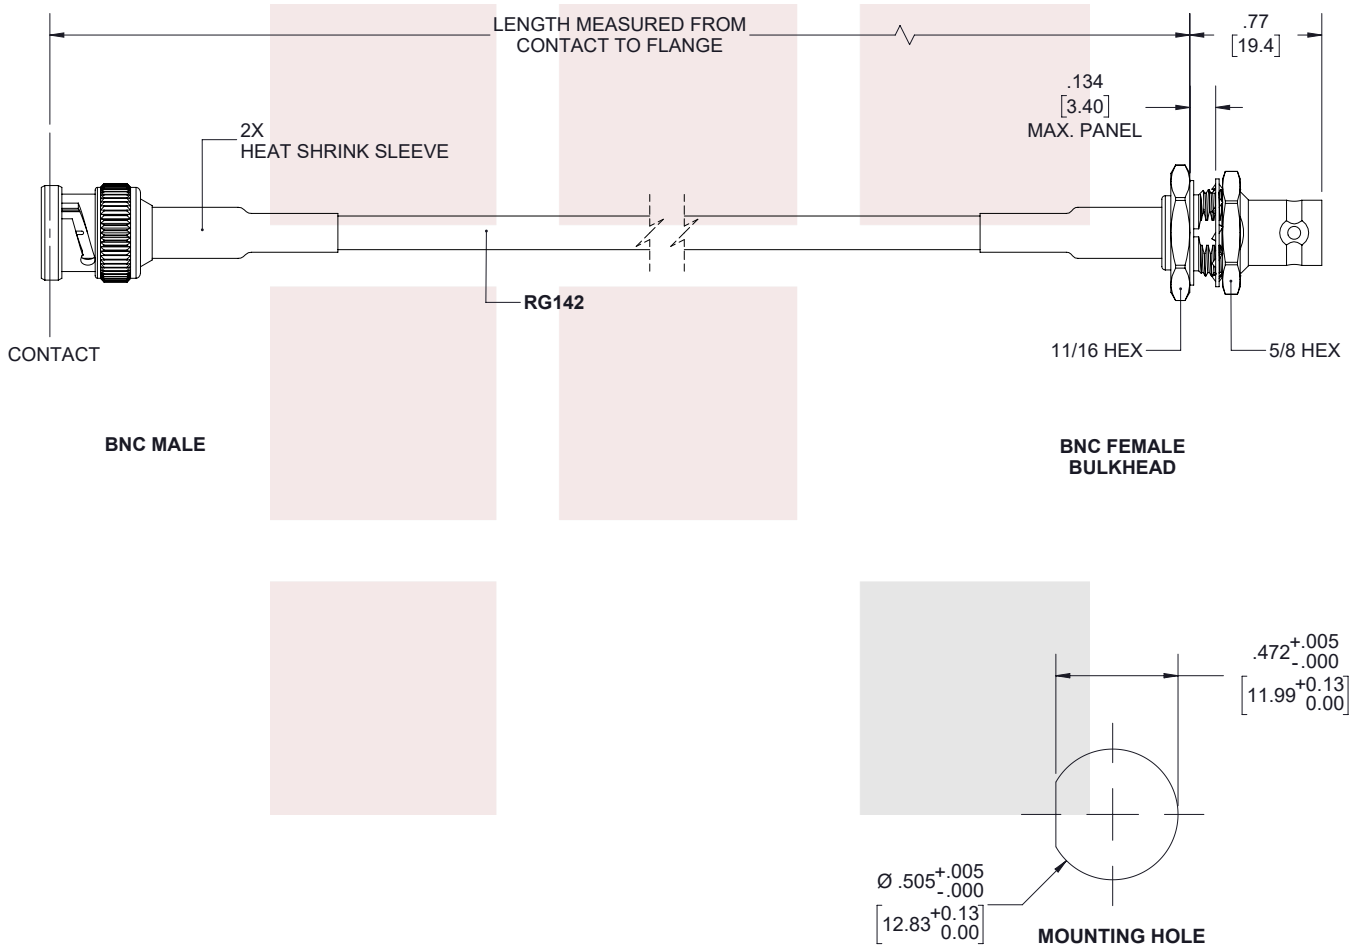 LENGTH MEASURED FROM
CONTACT TO FLANGE
.77
[19.4]
.134
[3.40]
MAX. PANEL
2X
HEAT SHRINK SLEEVE
RG142
CONTACT
11/16 HEX
5/8 HEX
BNC MALE
BNC FEMALE
BULKHEAD
.472 +.005
-.000
[11.99 +0.13
0.00]
Ø .505 +.005
-.000
[12.83 +0.13
0.00]
MOUNTING HOLE